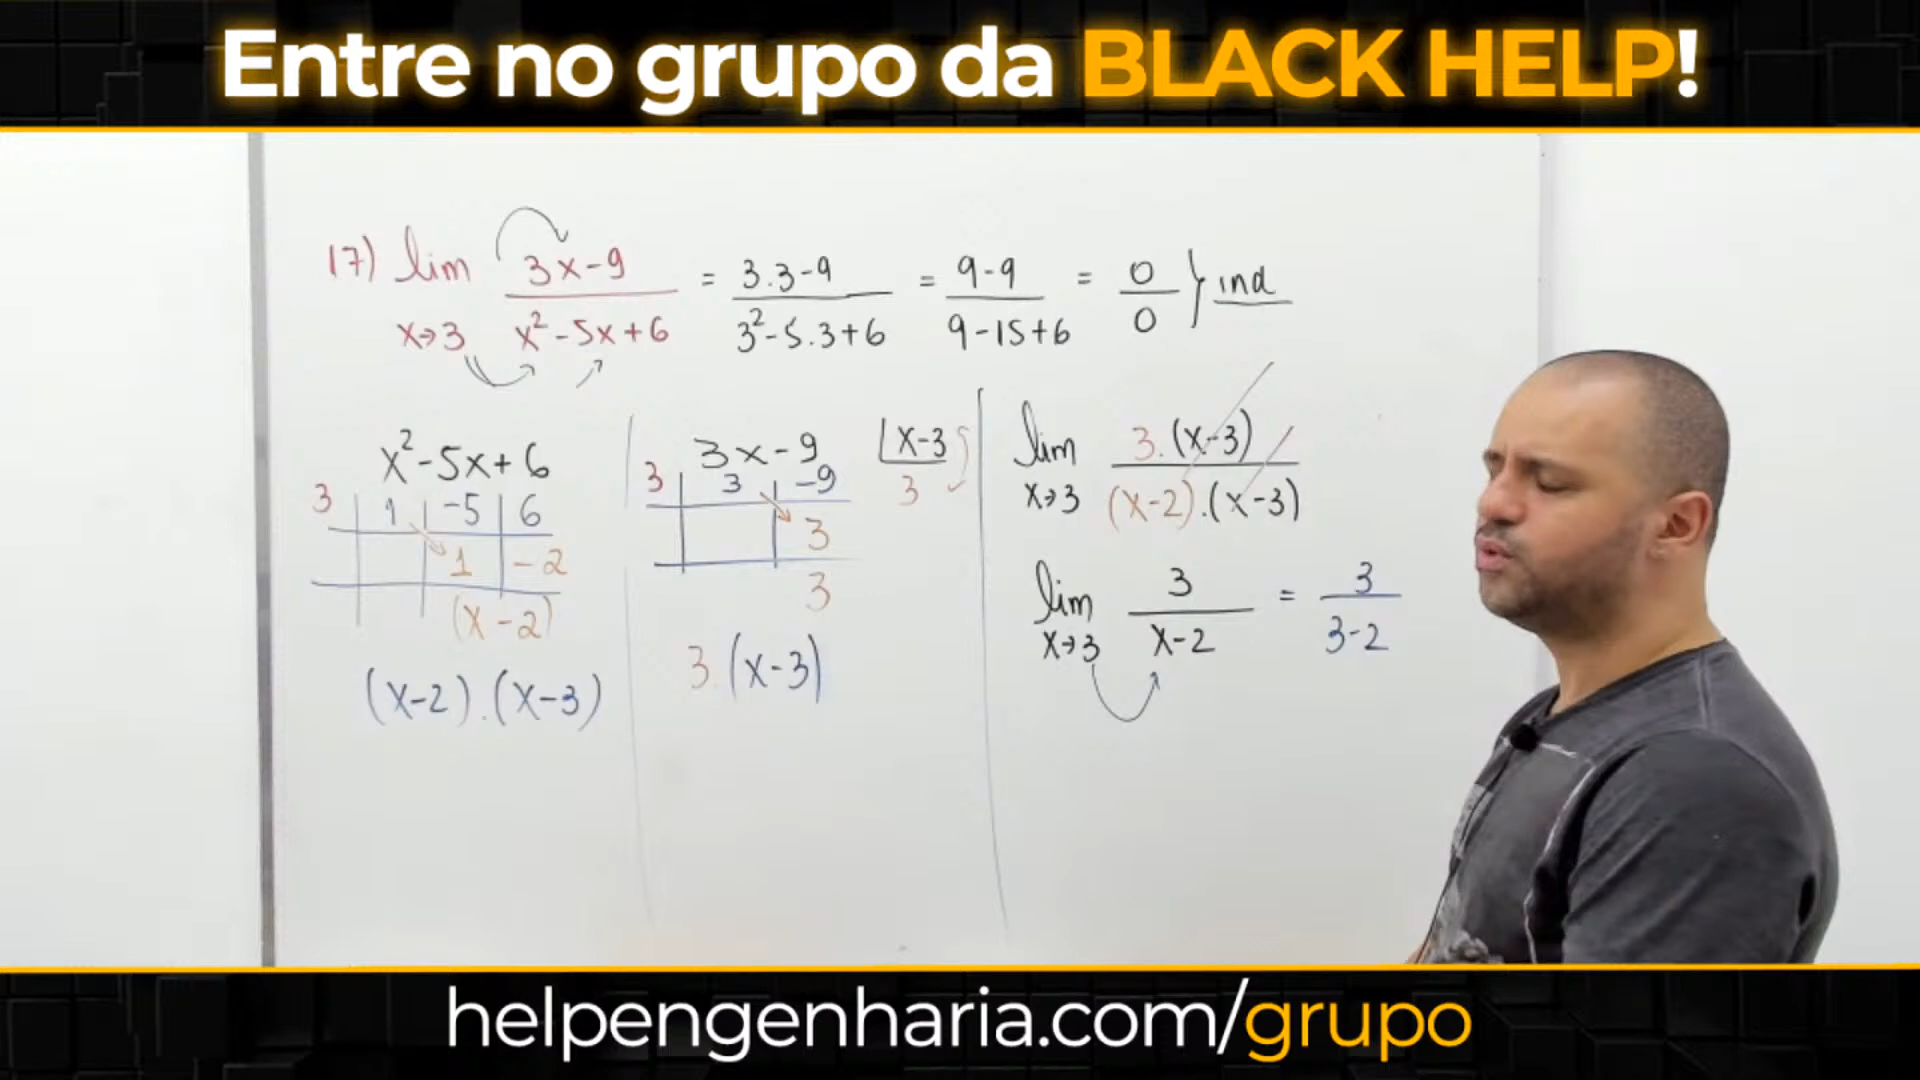 Entre no grupo da BLACK HELP!
17) lim 3x-9 = 3.3-9 = 9-9 = 0 } ind
x→3 x²-5x+6 3²-5.3+6 9-15+6 0
x²-5x+6
3 1 -5 6
1 -2
(x-2)
(x-2).(x-3)
3x-9 x-3
3 3 -9 3
3
3
3.(x-3)
lim 3.(x-3)
x→3 (x-2).(x-3)
lim 3 = 3
x→3 x-2 3-2
helpengenharia.com/grupo